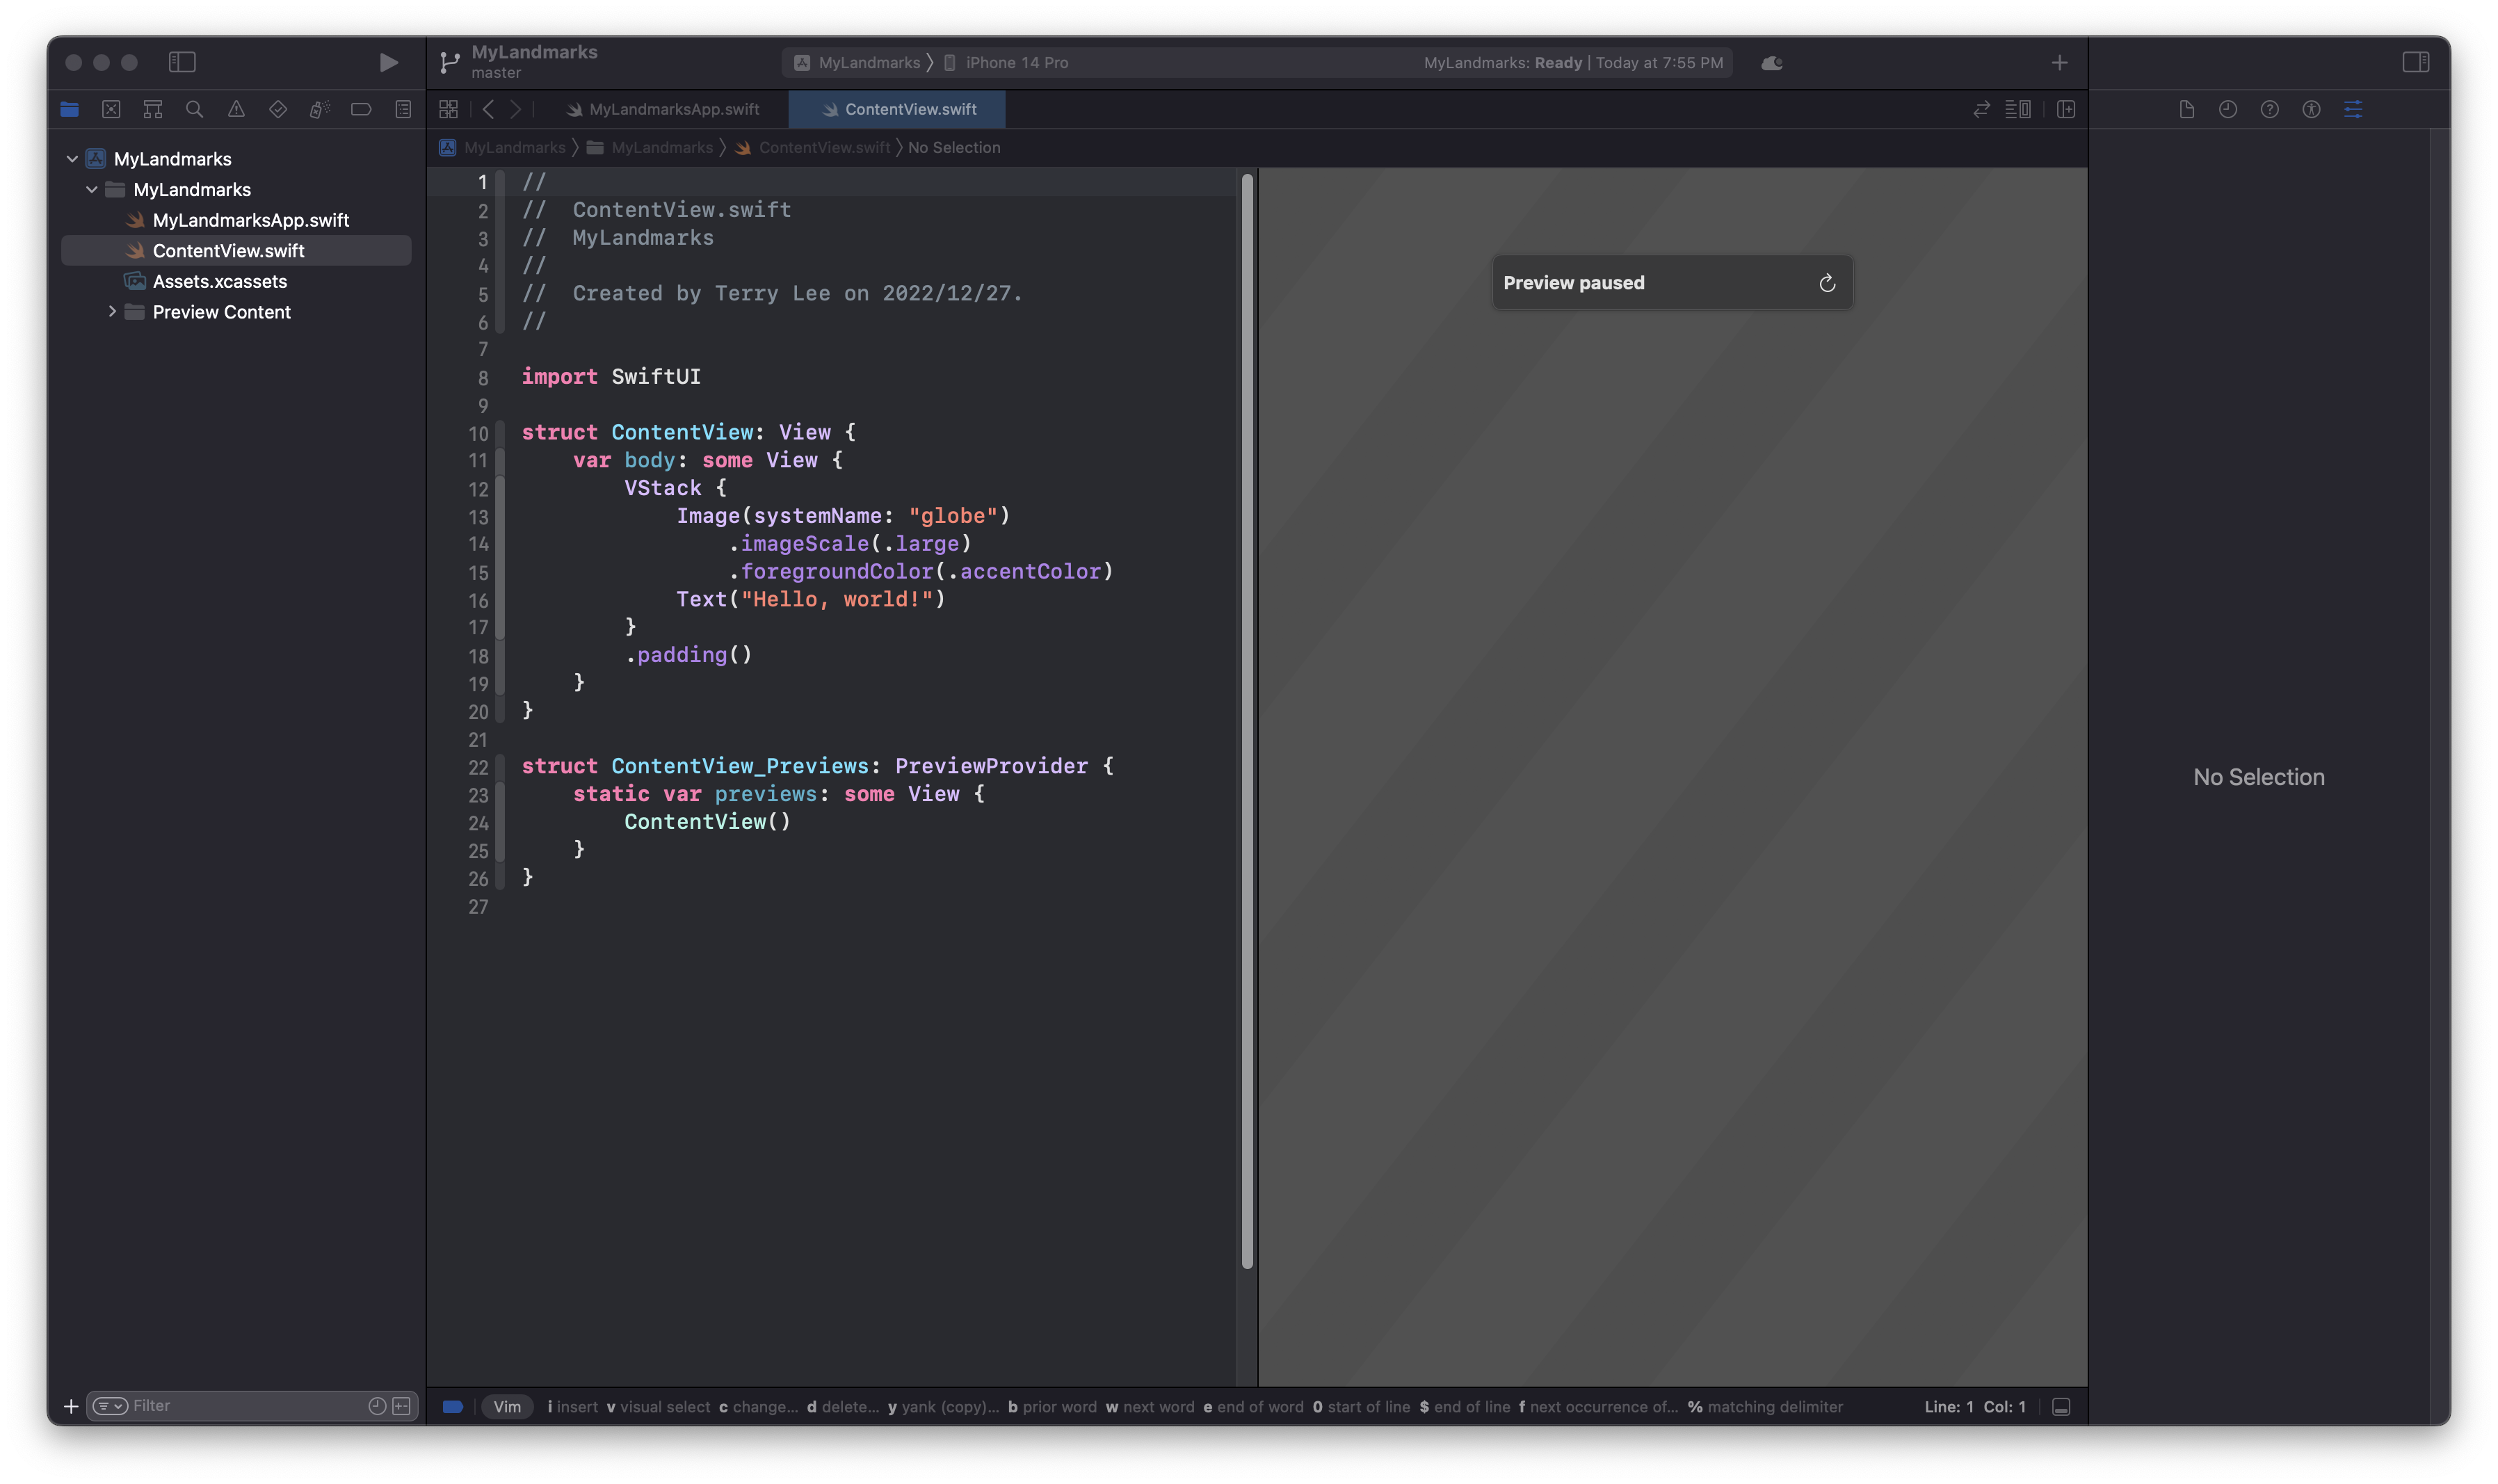 MyLandmarks
master
MyLandmarks 〉 iPhone 14 Pro
MyLandmarks: Ready | Today at 7:55 PM
MyLandmarksApp.swift
ContentView.swift
MyLandmarks 〉 MyLandmarks 〉 ContentView.swift 〉 No Selection
MyLandmarks
MyLandmarks
MyLandmarksApp.swift
ContentView.swift
Assets.xcassets
Preview Content
1 //
2 //  ContentView.swift
3 //  MyLandmarks
4 //
5 //  Created by Terry Lee on 2022/12/27.
6 //
7
8 import SwiftUI
9
10 struct ContentView: View {
11     var body: some View {
12         VStack {
13             Image(systemName: "globe")
14                 .imageScale(.large)
15                 .foregroundColor(.accentColor)
16             Text("Hello, world!")
17         }
18         .padding()
19     }
20 }
21
22 struct ContentView_Previews: PreviewProvider {
23     static var previews: some View {
24         ContentView()
25     }
26 }
27
Preview paused
No Selection
Filter
Vim i insert v visual select c change... d delete... y yank (copy)... b prior word w next word e end of word 0 start of line $ end of line f next occurrence of... % matching delimiter
Line: 1 Col: 1